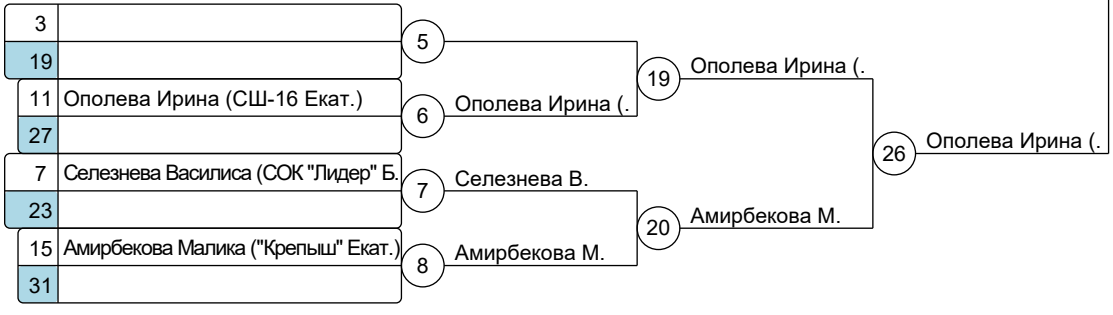 3
5
19
19
Ополева Ирина (.
11 Ополева Ирина (СШ-16 Екат.)
6
Ополева Ирина (.
27
26
Ополева Ирина (.
7 Селезнева Василиса (СОК "Лидер" Б.
7
Селезнева В.
23
20
Амирбекова М.
15 Амирбекова Малика ("Крепыш" Екат.)
8
Амирбекова М.
31